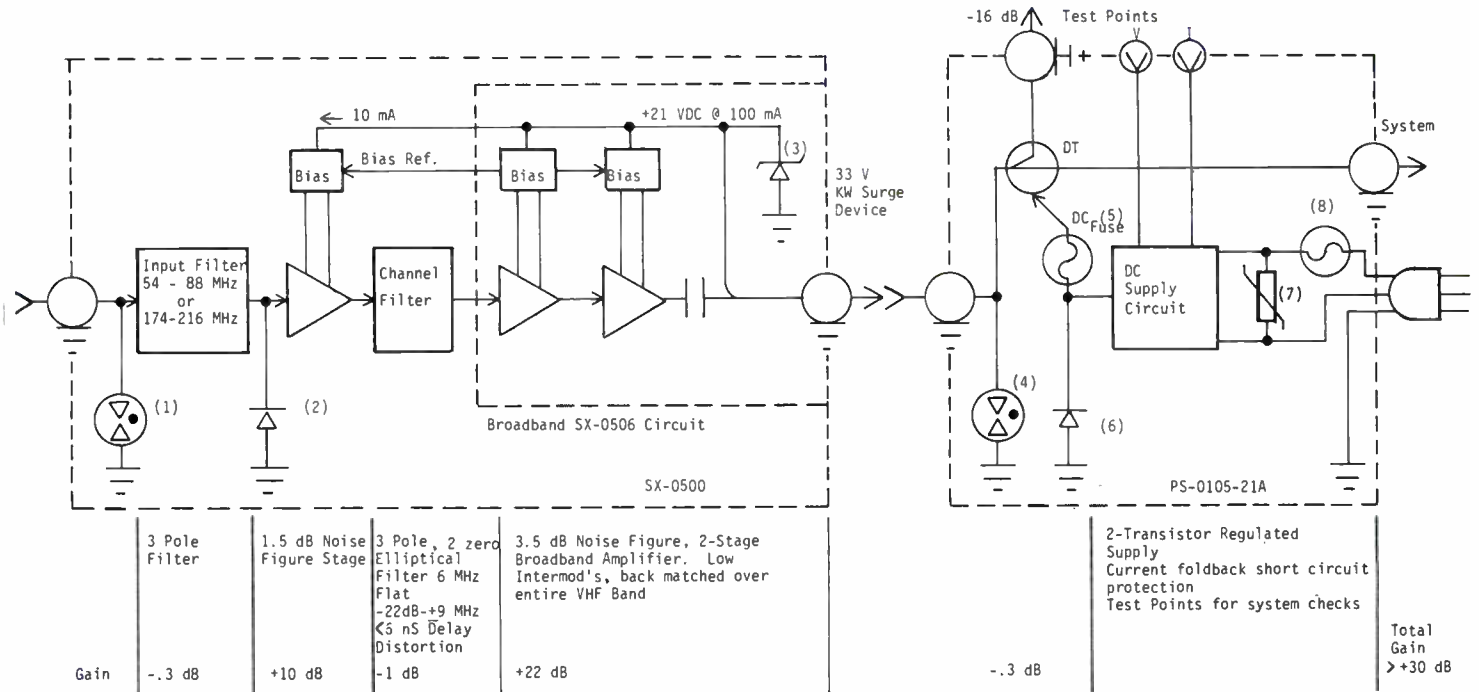 -16 dB
Test Points
V
I
+
← 10 mA
+21 VDC @ 100 mA
System
Bias Ref.
Bias
Bias
Bias
(3)
33 V
KW Surge
Device
DT
DC Fuse
(5)
(8)
Input Filter
54 - 88 MHz
or
174-216 MHz
Channel
Filter
DC
Supply
Circuit
(7)
(1)
(2)
(4)
(6)
Broadband SX-0506 Circuit
SX-0500
PS-0105-21A
3 Pole
Filter
1.5 dB Noise
Figure Stage
3 Pole, 2 zero
Elliptical
Filter 6 MHz
Flat
-22dB-+9 MHz
<5 nS Delay
Distortion
3.5 dB Noise Figure, 2-Stage
Broadband Amplifier. Low
Intermod's, back matched over
entire VHF Band
2-Transistor Regulated
Supply
Current foldback short circuit
protection
Test Points for system checks
Total
Gain
>+30 dB
Gain
-.3 dB
+10 dB
-1 dB
+22 dB
-.3 dB